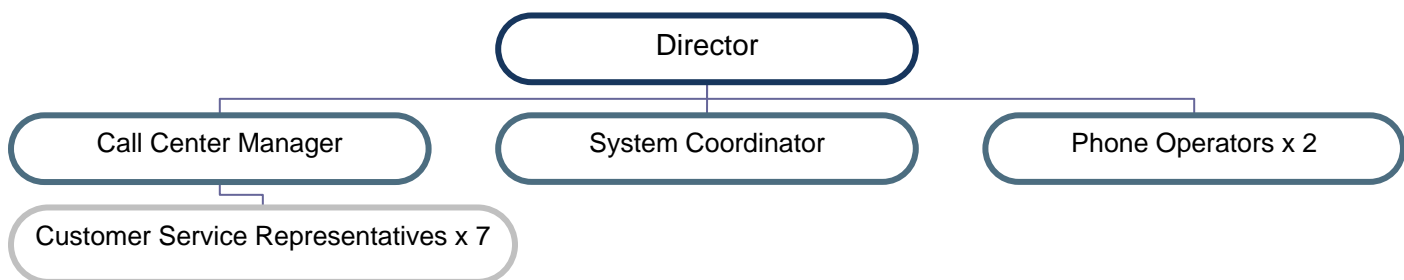 Director
Call Center Manager
System Coordinator
Phone Operators x 2
Customer Service Representatives x 7